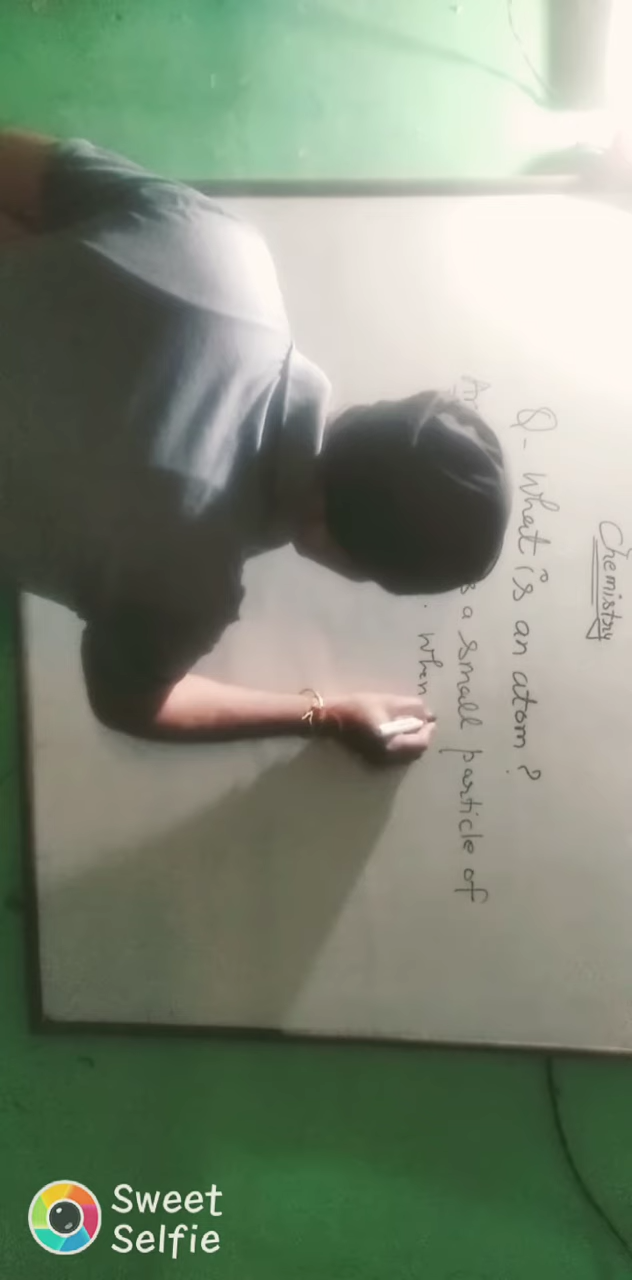 Chemistry
Q- What is an atom?
a small particle of
. when
Sweet
Selfie